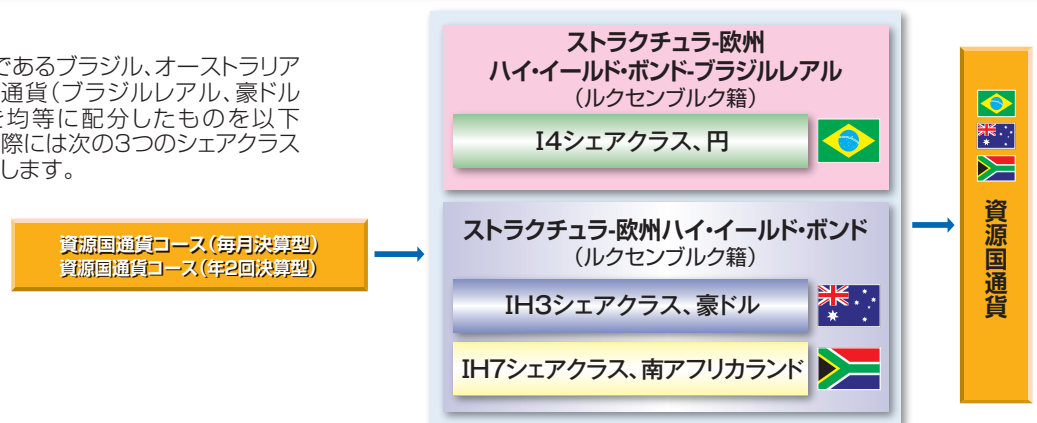 であるブラジル、オーストラリア
通貨(ブラジルレアル、豪ドル
均等に配分したものを以下
際には次の3つのシェアクラス
します。
資源国通貨コース(毎月決算型)
資源国通貨コース(年2回決算型)
ストラクチュラ-欧州
ハイ・イールド・ボンド-ブラジルレアル
(ルクセンブルク籍)
I4シェアクラス、円
ストラクチュラ-欧州ハイ・イールド・ボンド
(ルクセンブルク籍)
IH3シェアクラス、豪ドル
IH7シェアクラス、南アフリカランド
資源国通貨